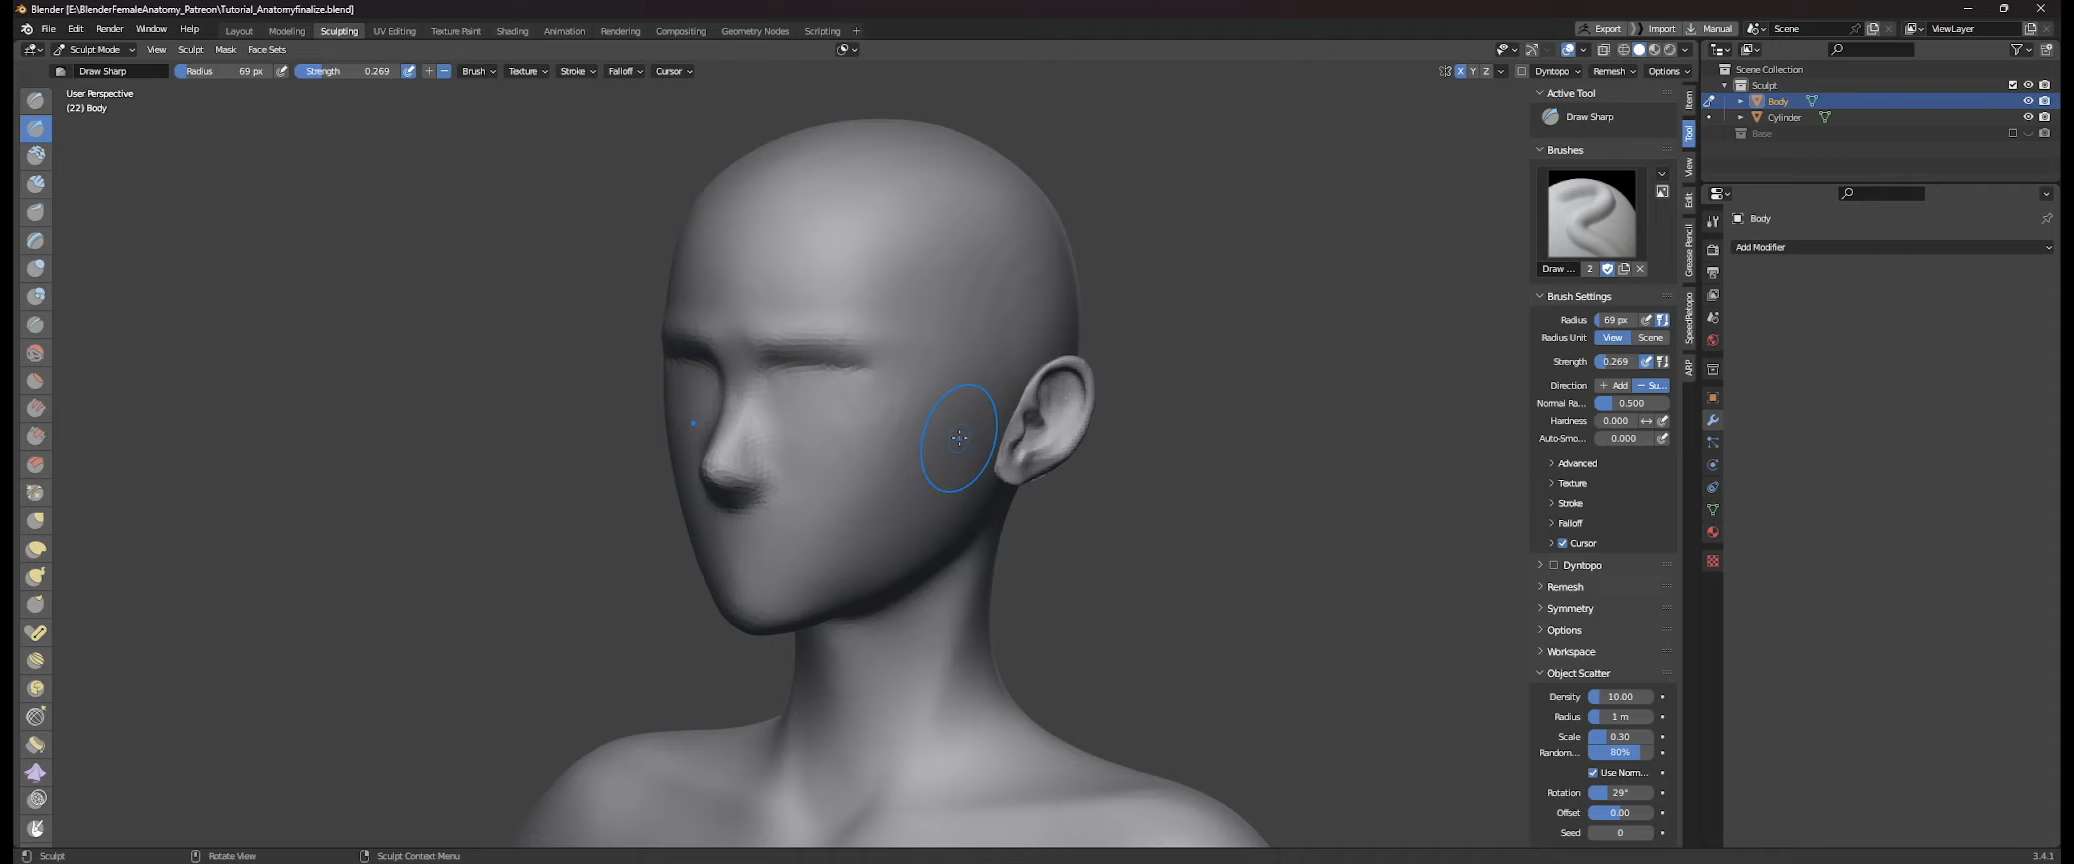 Blender [E:\BlenderFemaleAnatomy_Patreon\Tutorial_Anatomyfinalize.blend]
File Edit Render Window Help Layout Modeling Sculpting UV Editing Texture Paint Shading Animation Rendering Compositing Geometry Nodes Scripting + Export Import Manual Scene ViewLayer
Sculpt Mode View Sculpt Mask Face Sets
Draw Sharp Radius 69 px Strength 0.269 Brush Texture Stroke Falloff Cursor X Y Z Dyntopo Remesh Options
User Perspective
(22) Body
Active Tool
Draw Sharp
Brushes
Draw ... 2
Brush Settings
Radius 69 px
Radius Unit View Scene
Strength 0.269
Direction + Add − Su...
Normal Ra... 0.500
Hardness 0.000
Auto-Smo... 0.000
Advanced
Texture
Stroke
Falloff
Cursor
Dyntopo
Remesh
Symmetry
Options
Workspace
Object Scatter
Density 10.00
Radius 1 m
Scale 0.30
Random... 80%
Use Norm...
Rotation 29°
Offset 0.00
Seed 0
Item
Tool
View
Edit
Grease Pencil
SpeedRetopo
ARP
Scene Collection
Sculpt
Body
Cylinder
Base
Body
Add Modifier
Sculpt Rotate View Sculpt Context Menu 3.4.1